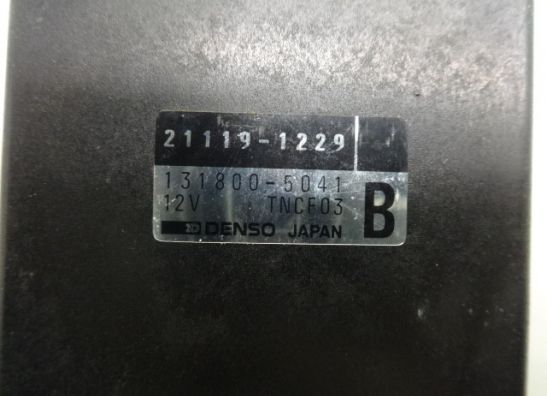 21119-1229
131800-5041
12V TNCF03 B
DENSO JAPAN